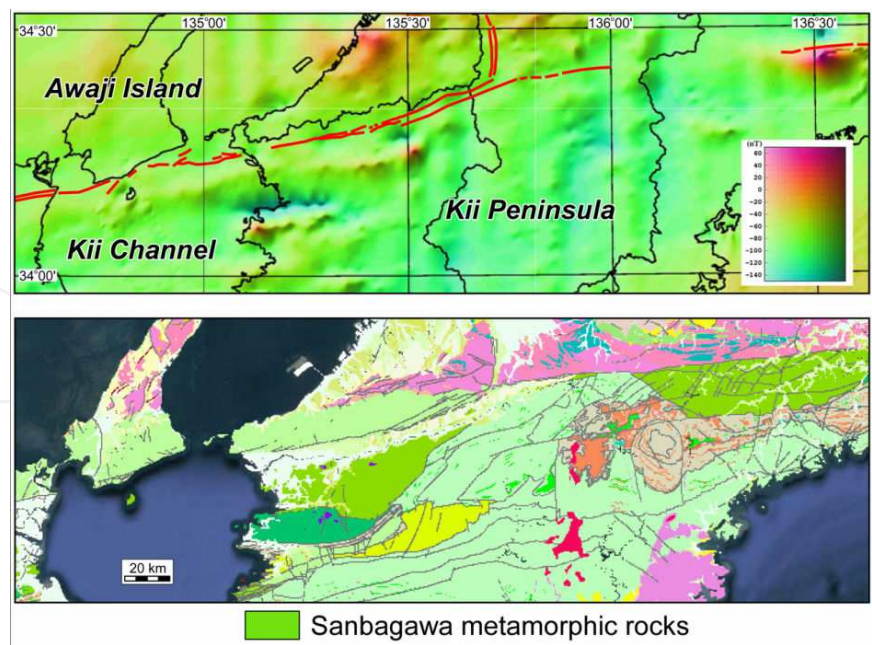 135°00' 135°30' 136°00' 136°30'
34°30'
Awaji Island
(nT)
60
40
20
0
-20
-40
-60
-80
-100
-120
-140
Kii Peninsula
Kii Channel
34°00'
20 km
Sanbagawa metamorphic rocks